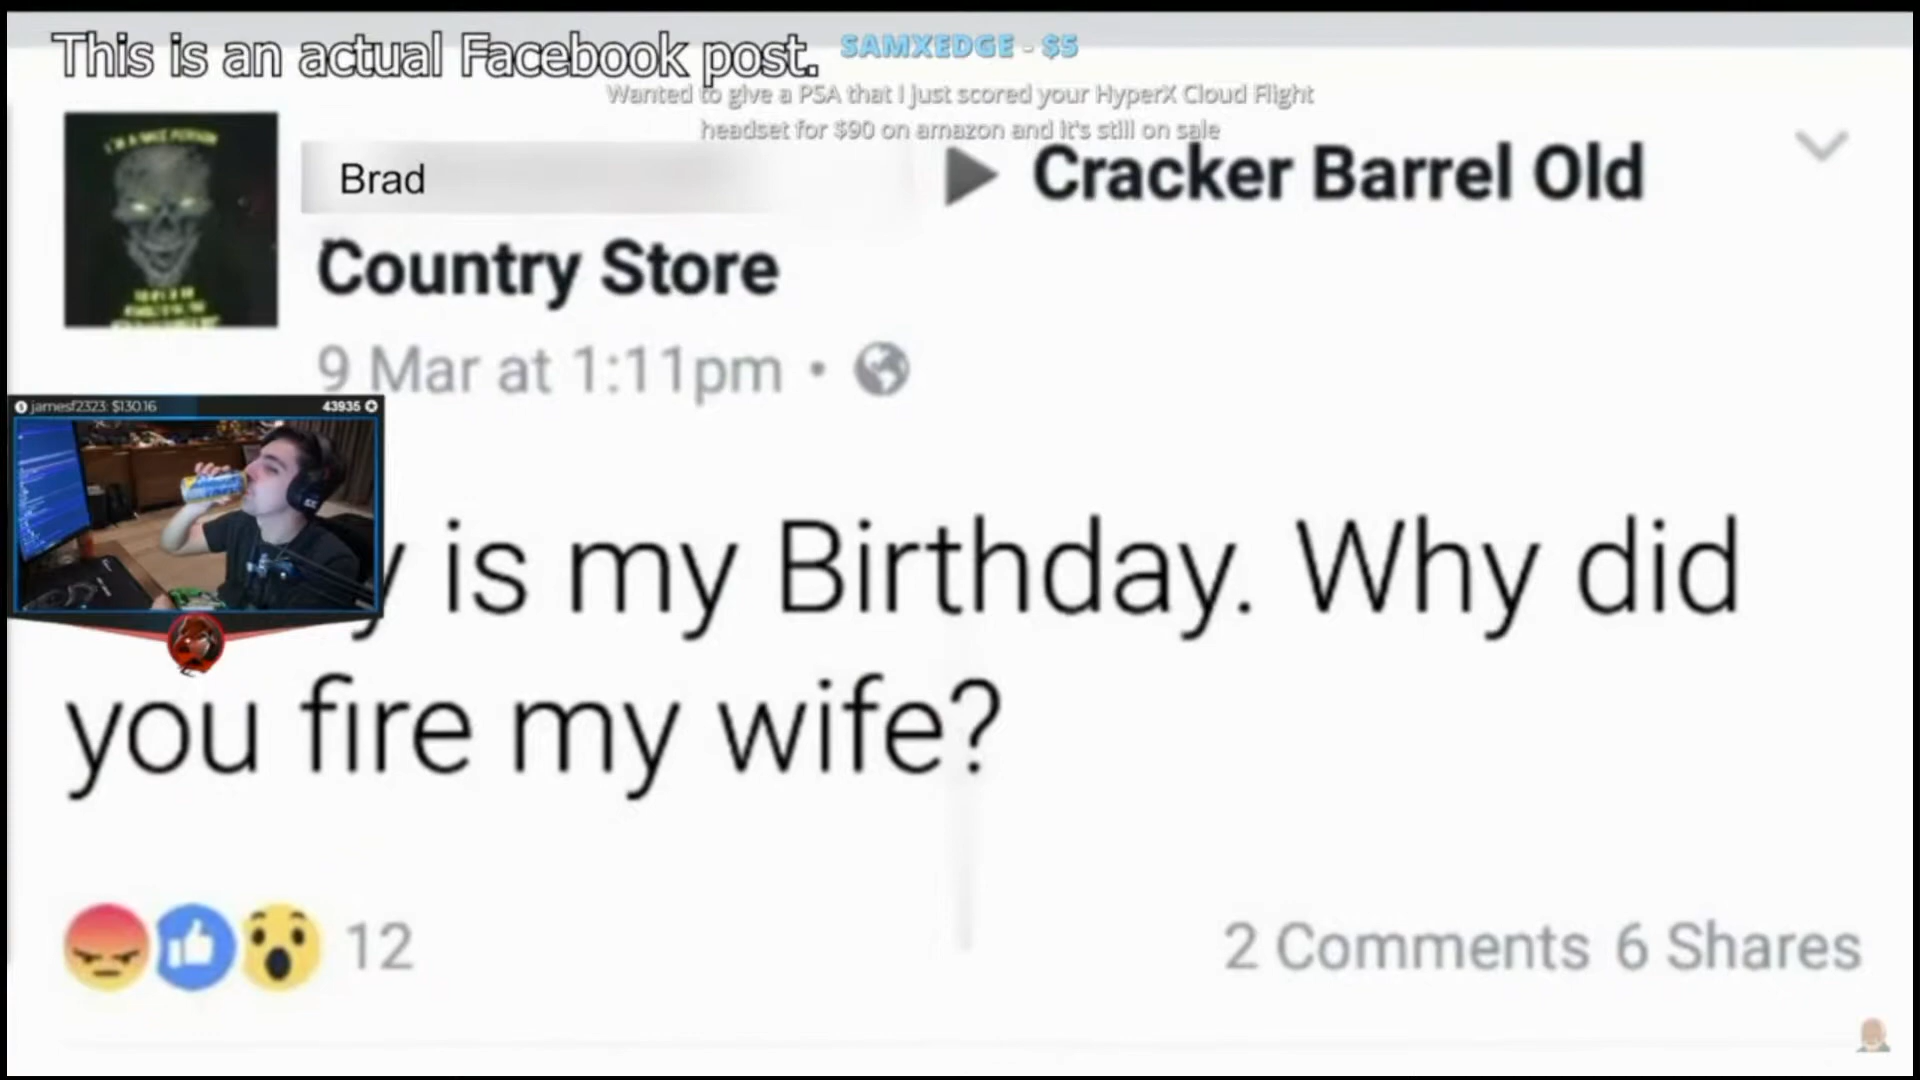 This is an actual Facebook post.
SAMXEDGE - $5
Wanted to give a PSA that I just scored your HyperX Cloud Flight
headset for $90 on amazon and it's still on sale
I'M A NICE PERSON
Brad
Cracker Barrel Old
Country Store
9 Mar at 1:11pm •
jamesf2323: $130.16
43935
y is my Birthday. Why did
you fire my wife?
12
2 Comments 6 Shares